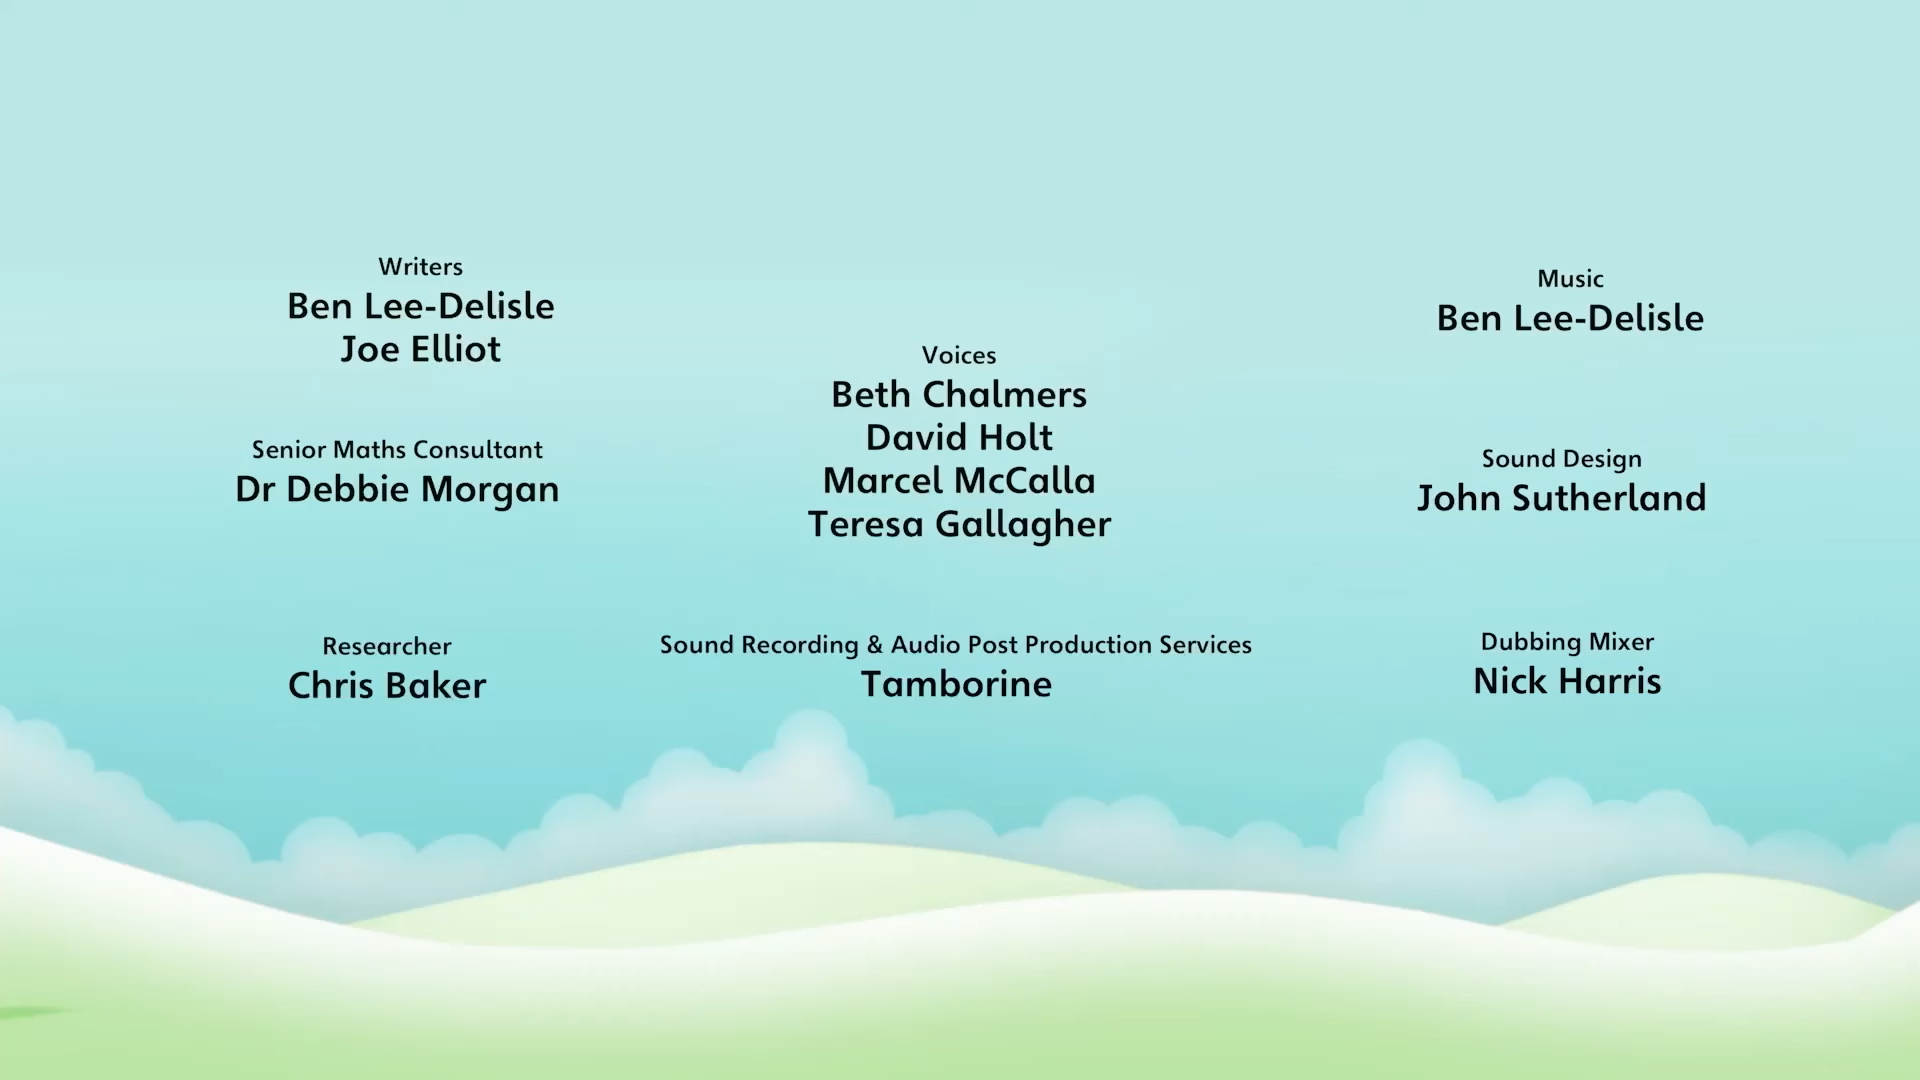 Writers
Ben Lee-Delisle
Joe Elliot
Senior Maths Consultant
Dr Debbie Morgan
Researcher
Chris Baker
Voices
Beth Chalmers
David Holt
Marcel McCalla
Teresa Gallagher
Sound Recording & Audio Post Production Services
Tamborine
Music
Ben Lee-Delisle
Sound Design
John Sutherland
Dubbing Mixer
Nick Harris